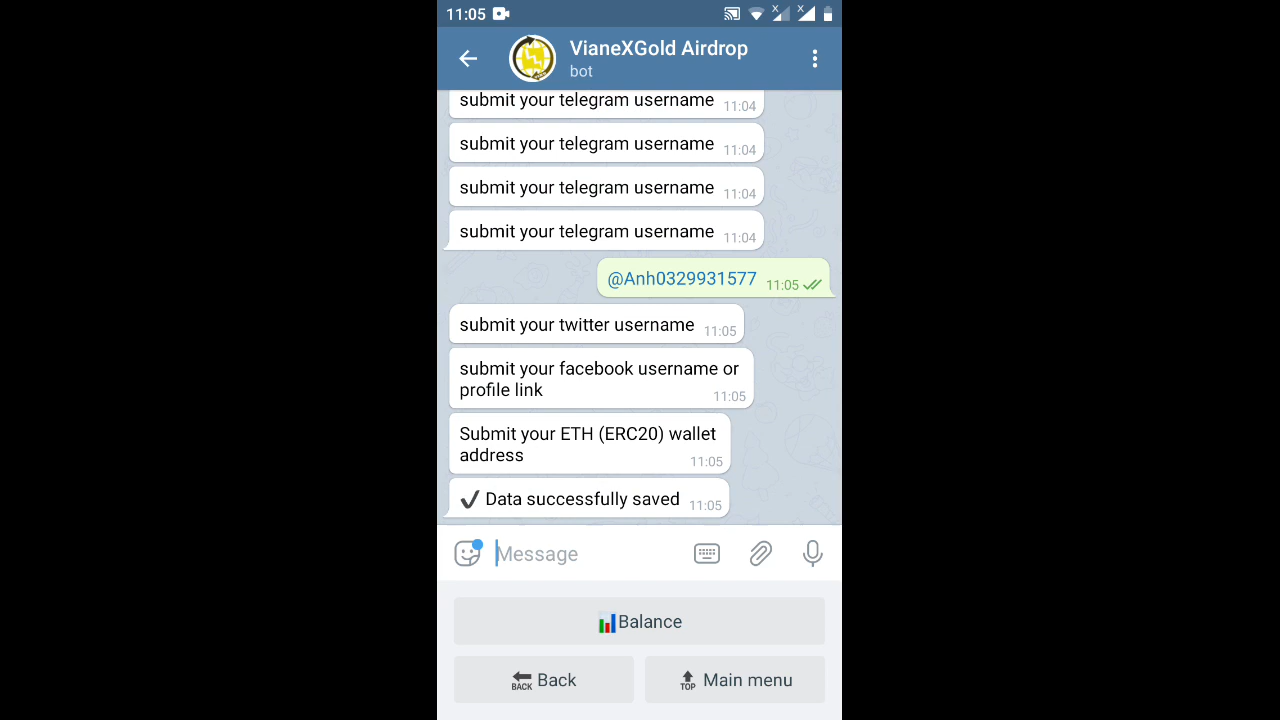 11:05
VianeXGold Airdrop
bot
submit your telegram username 11:04
submit your telegram username 11:04
submit your telegram username 11:04
submit your telegram username 11:04
@Anh0329931577 11:05
submit your twitter username 11:05
submit your facebook username or
profile link 11:05
Submit your ETH (ERC20) wallet
address 11:05
Data successfully saved 11:05
Message
Balance
BACK Back
TOP Main menu